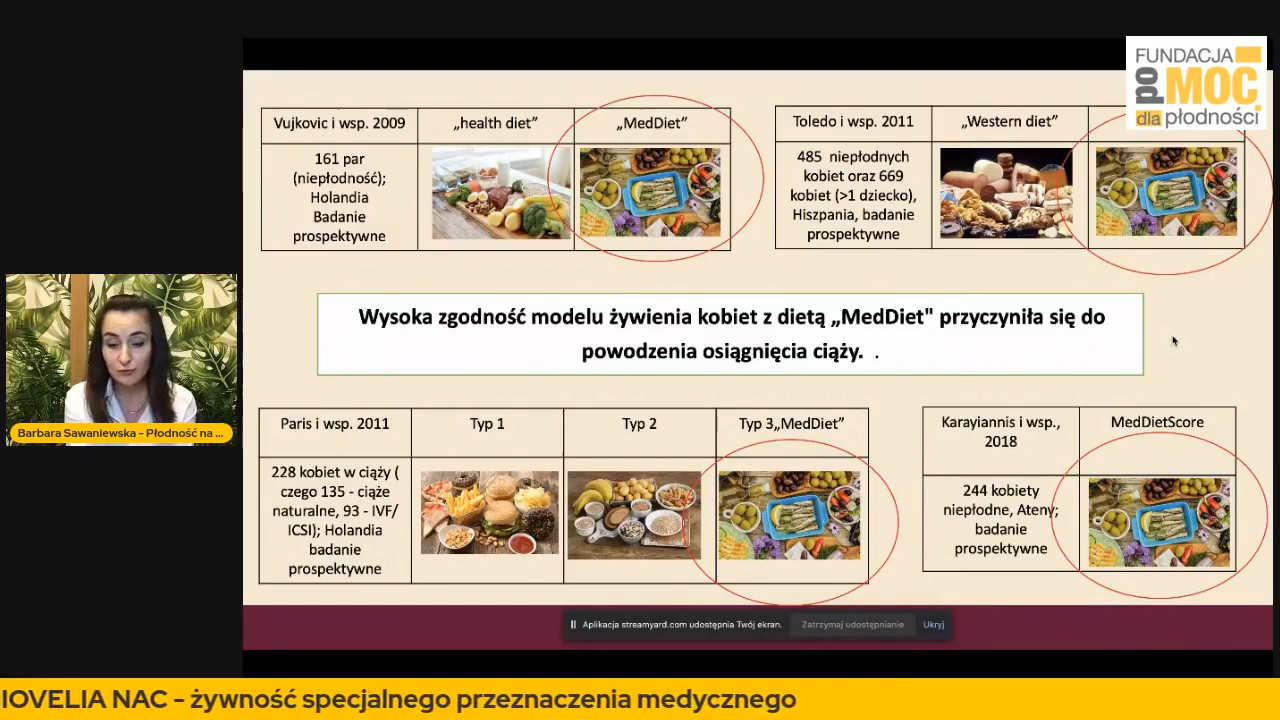 FUNDACJA
poMOC
dla płodności
Vujkovic i wsp. 2009
„health diet”
„MedDiet”
161 par
(niepłodność);
Holandia
Badanie
prospektywne
Toledo i wsp. 2011
„Western diet”
485 niepłodnych
kobiet oraz 669
kobiet (>1 dziecko),
Hiszpania, badanie
prospektywne
Wysoka zgodność modelu żywienia kobiet z dietą „MedDiet" przyczyniła się do
powodzenia osiągnięcia ciąży. .
Paris i wsp. 2011
Typ 1
Typ 2
Typ 3„MedDiet”
228 kobiet w ciąży (
czego 135 - ciąże
naturalne, 93 - IVF/
ICSI); Holandia
badanie
prospektywne
Karayiannis i wsp.,
2018
MedDietScore
244 kobiety
niepłodne, Ateny;
badanie
prospektywne
Barbara Sawaniewska - Płodność na ...
Aplikacja streamyard.com udostępnia Twój ekran.
Zatrzymaj udostępnianie
Ukryj
IOVELIA NAC - żywność specjalnego przeznaczenia medycznego